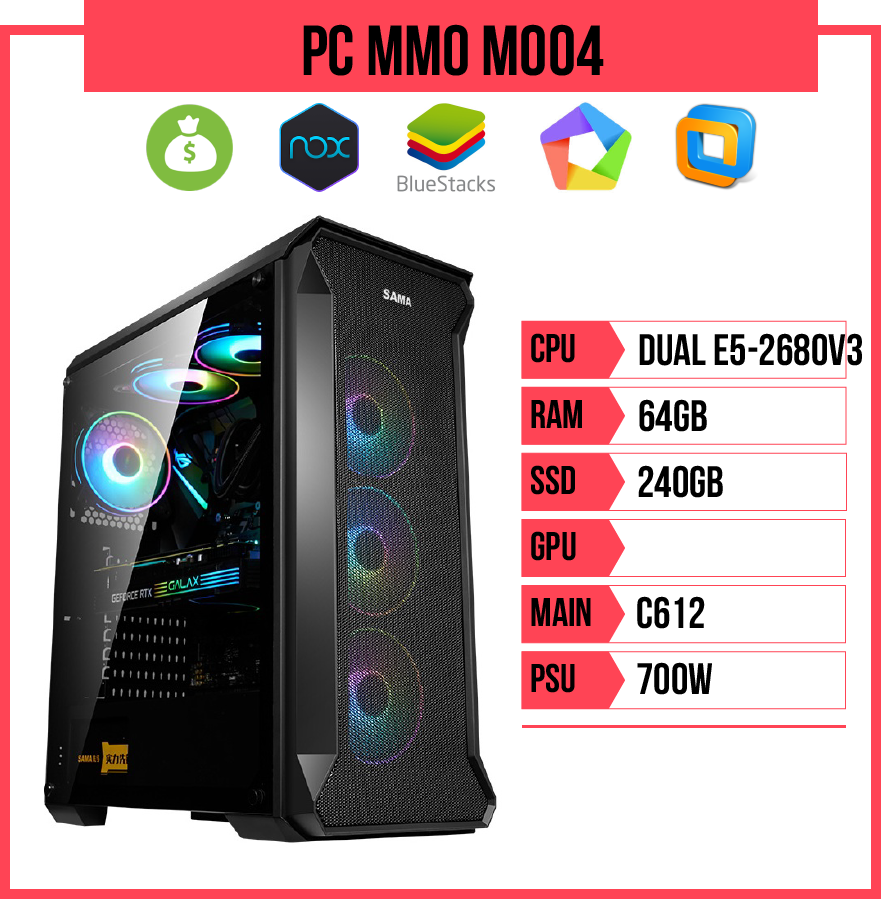 PC MMO M004
$
nox
BlueStacks
SAMA
CPU DUAL E5-2680V3
RAM 64GB
SSD 240GB
GPU
MAIN C612
PSU 700W
GALAX
GEFORCE RTX